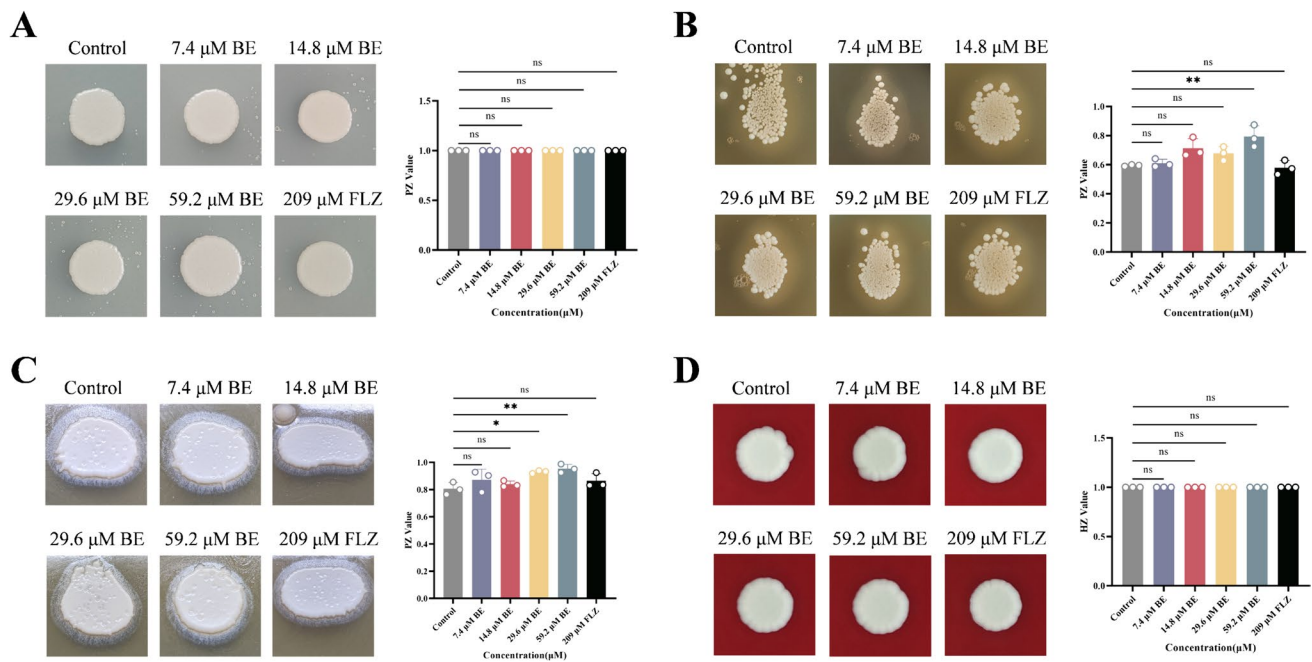 A
Control
7.4 μM BE
14.8 μM BE
29.6 μM BE
59.2 μM BE
209 μM FLZ
ns
ns
ns
ns
ns
1.5
1.0
0.5
0.0
PZ Value
Control
7.4 μM BE
14.8 μM BE
29.6 μM BE
59.2 μM BE
209 μM FLZ
Concentration(μM)
B
Control
7.4 μM BE
14.8 μM BE
29.6 μM BE
59.2 μM BE
209 μM FLZ
ns
**
ns
ns
ns
1.0
0.8
0.6
0.4
0.2
0.0
PZ Value
Control
7.4 μM BE
14.8 μM BE
29.6 μM BE
59.2 μM BE
209 μM FLZ
Concentration(μM)
C
Control
7.4 μM BE
14.8 μM BE
29.6 μM BE
59.2 μM BE
209 μM FLZ
ns
**
*
ns
ns
1.0
0.8
0.6
0.4
0.2
0.0
PZ Value
Control
7.4 μM BE
14.8 μM BE
29.6 μM BE
59.2 μM BE
209 μM FLZ
Concentration(μM)
D
Control
7.4 μM BE
14.8 μM BE
29.6 μM BE
59.2 μM BE
209 μM FLZ
ns
ns
ns
ns
ns
1.5
1.0
0.5
0.0
HZ Value
Control
7.4 μM BE
14.8 μM BE
29.6 μM BE
59.2 μM BE
209 μM FLZ
Concentration(μM)